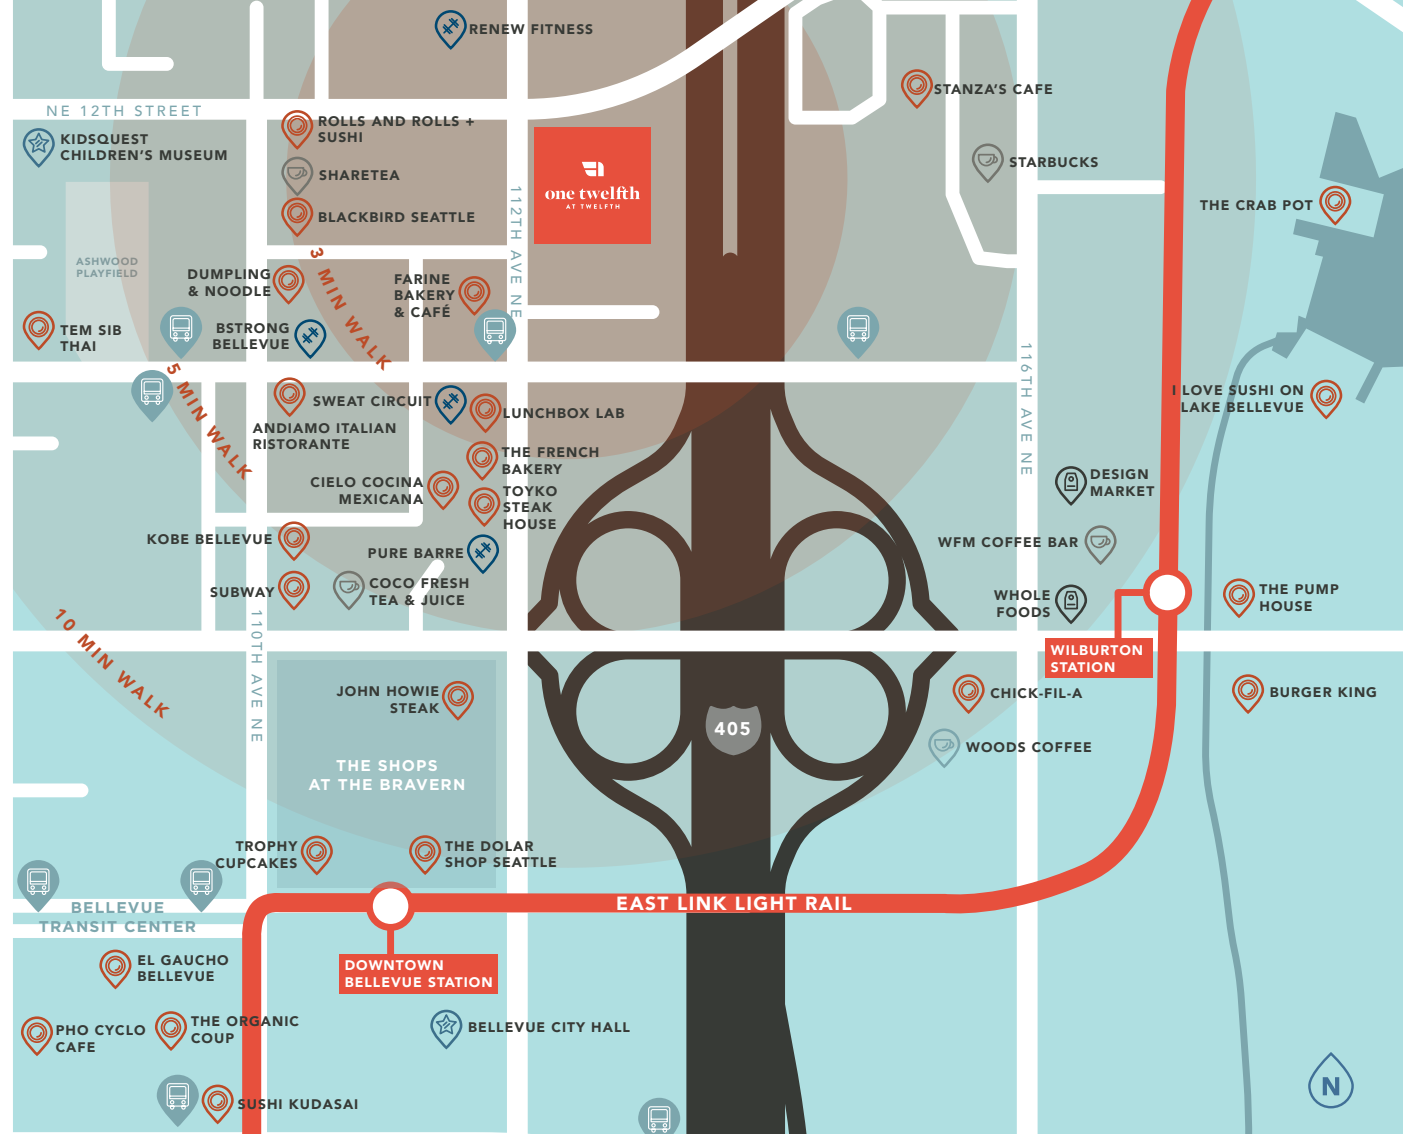 RENEW FITNESS
STANZA'S CAFE
NE 12TH STREET
ROLLS AND ROLLS +
SUSHI
KIDSQUEST
CHILDREN'S MUSEUM
SHARETEA
STARBUCKS
one twelfth
AT TWELFTH
112TH AVE NE
BLACKBIRD SEATTLE
THE CRAB POT
ASHWOOD
PLAYFIELD
3 MIN WALK
DUMPLING
& NOODLE
FARINE
BAKERY
& CAFÉ
TEM SIB
THAI
BSTRONG
BELLEVUE
5 MIN WALK
116TH AVE NE
SWEAT CIRCUIT
LUNCHBOX LAB
I LOVE SUSHI ON
LAKE BELLEVUE
ANDIAMO ITALIAN
RISTORANTE
THE FRENCH
BAKERY
CIELO COCINA
MEXICANA
TOYKO
STEAK
HOUSE
DESIGN
MARKET
KOBE BELLEVUE
PURE BARRE
WFM COFFEE BAR
SUBWAY
COCO FRESH
TEA & JUICE
WHOLE
FOODS
THE PUMP
HOUSE
10 MIN WALK
110TH AVE NE
WILBURTON
STATION
JOHN HOWIE
STEAK
CHICK-FIL-A
BURGER KING
405
WOODS COFFEE
THE SHOPS
AT THE BRAVERN
TROPHY
CUPCAKES
THE DOLAR
SHOP SEATTLE
EAST LINK LIGHT RAIL
BELLEVUE
TRANSIT CENTER
EL GAUCHO
BELLEVUE
DOWNTOWN
BELLEVUE STATION
PHO CYCLO
CAFE
THE ORGANIC
COUP
BELLEVUE CITY HALL
SUSHI KUDASAI
N